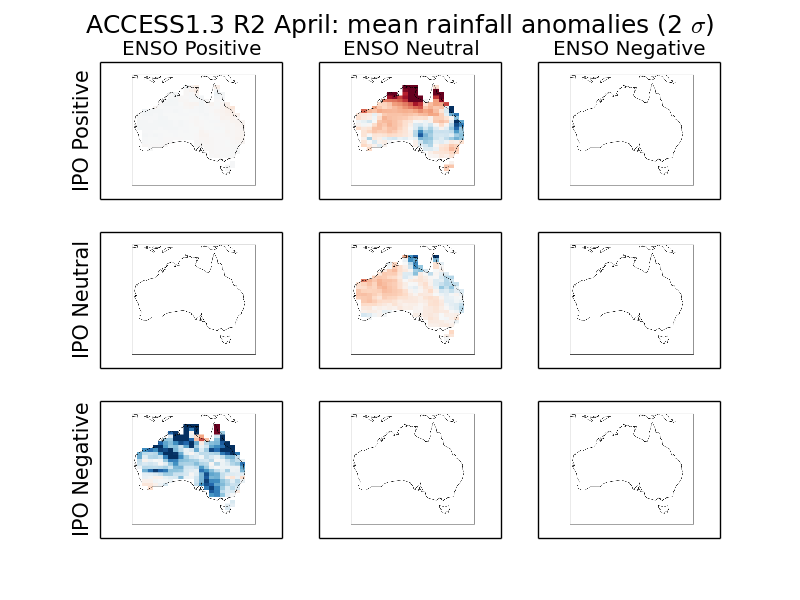 ACCESS1.3 R2 April: mean rainfall anomalies (2 σ)
ENSO Positive ENSO Neutral ENSO Negative
IPO Positive
IPO Neutral
IPO Negative